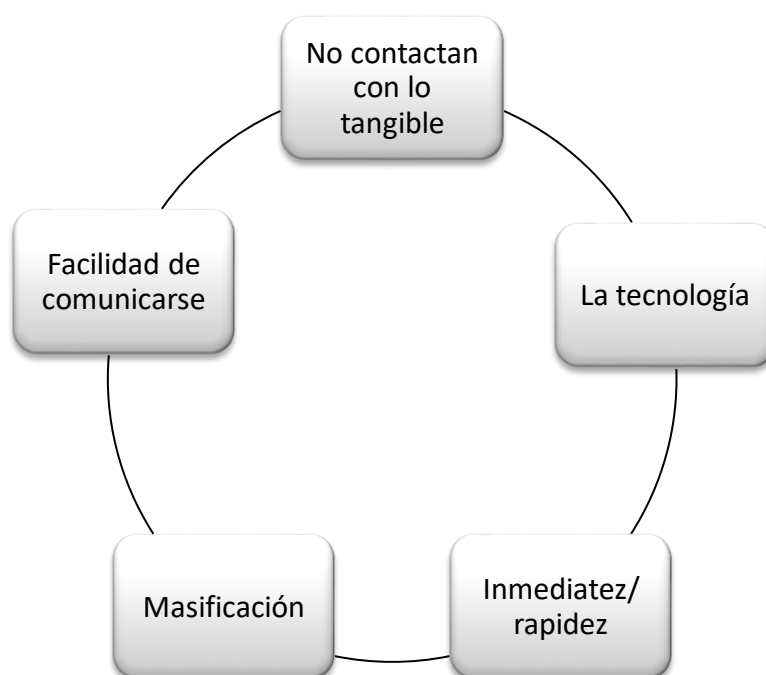 No contactan
con lo
tangible
La tecnología
Inmediatez/
rapidez
Masificación
Facilidad de
comunicarse